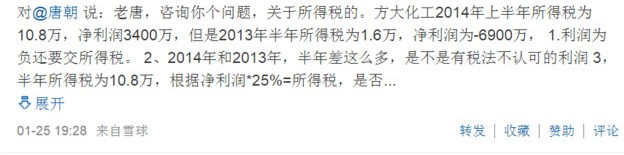 对@唐朝 说：老唐，咨询你个问题，关于所得税的。方大化工2014年上半年所得税为
10.8万，净利润3400万，但是2013年半年所得税为1.6万，净利润为-6900万， 1.利润为
负还要交所得税。 2、2014年和2013年，半年差这么多，是不是有税法不认可的利润 3，
半年所得税为10.8万，根据净利润*25%=所得税，是否...
展开
01-25 19:28 来自雪球 转发 | 收藏 | 赞助 | 评论